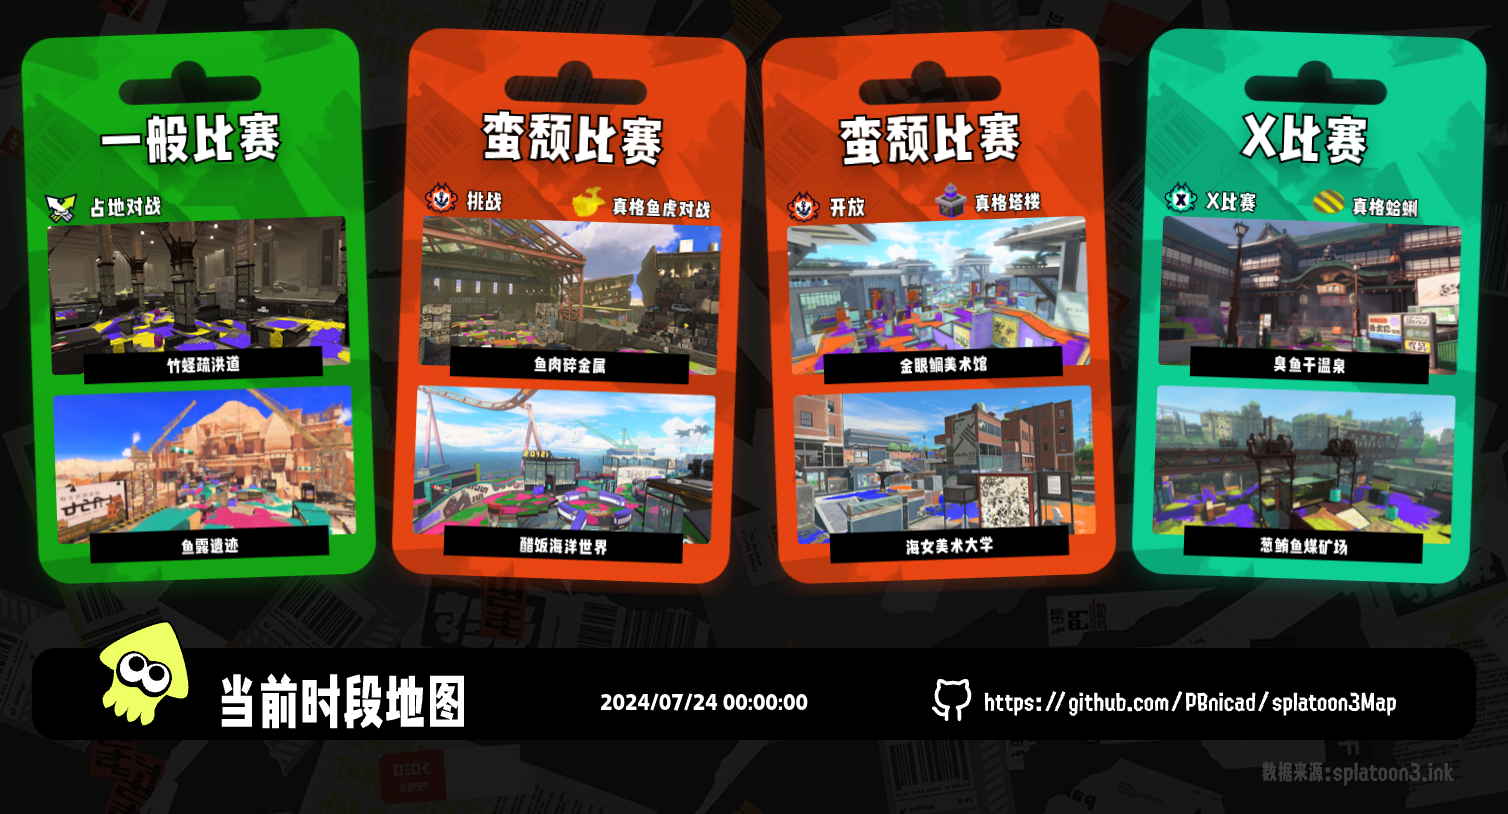 一般比赛
占地对战
竹蛏疏洪道
鱼露遗迹
蛮颓比赛
挑战
真格鱼虎对战
鱼肉碎金属
醋饭海洋世界
蛮颓比赛
开放
真格塔楼
金眼鲷美术馆
海女美术大学
X比赛
X比赛
真格蛤蜊
臭鱼干温泉
葱鲔鱼煤矿场
当前时段地图
2024/07/24 00:00:00
https://github.com/PBnicad/splatoon3Map
数据来源:splatoon3.ink